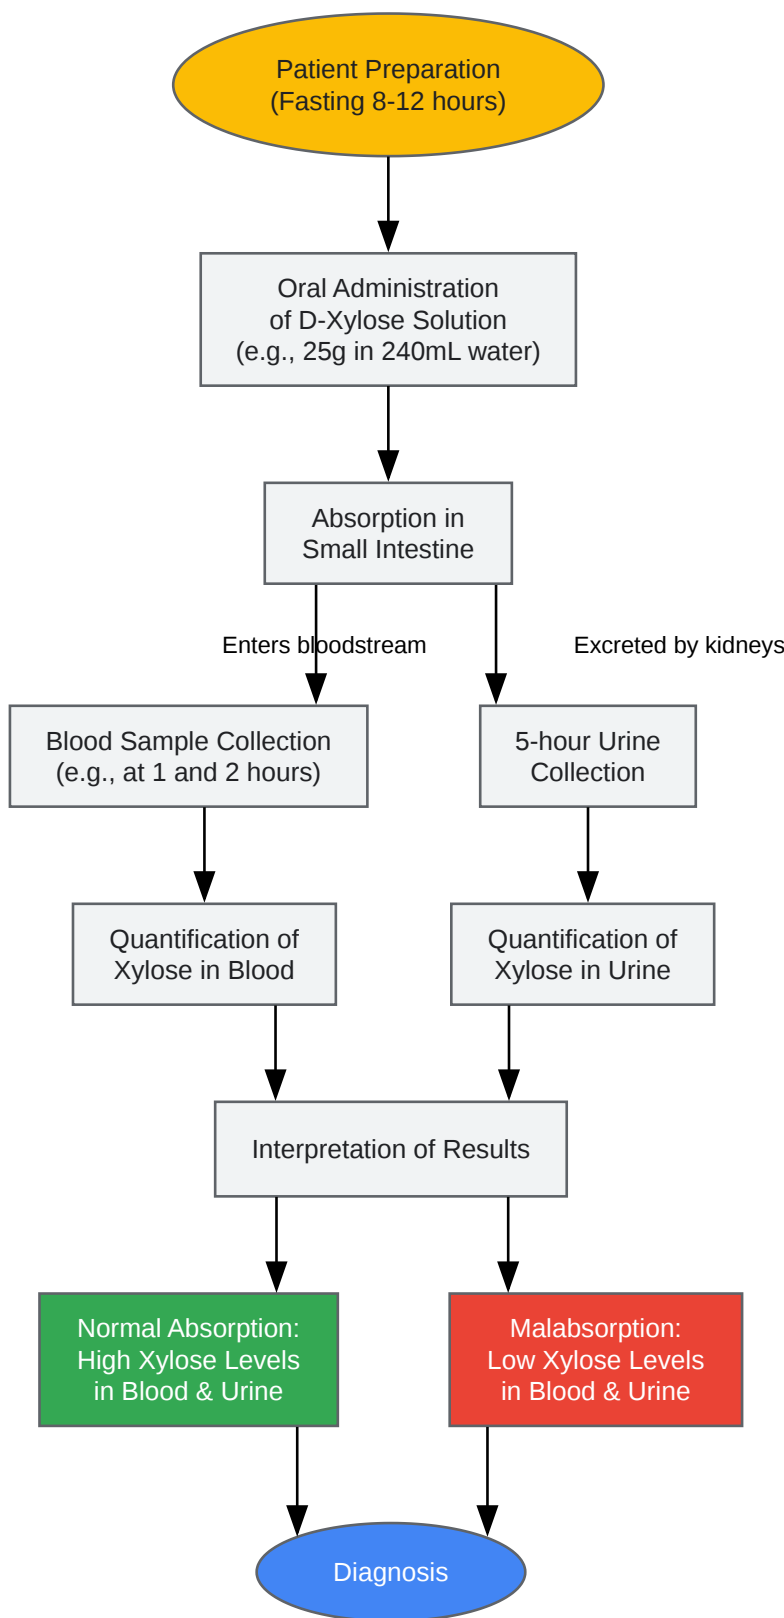 Patient Preparation
(Fasting 8-12 hours)
Oral Administration
of D-Xylose Solution
(e.g., 25g in 240mL water)
Absorption in
Small Intestine
Enters bloodstream
Excreted by kidneys
Blood Sample Collection
(e.g., at 1 and 2 hours)
5-hour Urine
Collection
Quantification of
Xylose in Blood
Quantification of
Xylose in Urine
Interpretation of Results
Normal Absorption:
High Xylose Levels
in Blood & Urine
Malabsorption:
Low Xylose Levels
in Blood & Urine
Diagnosis